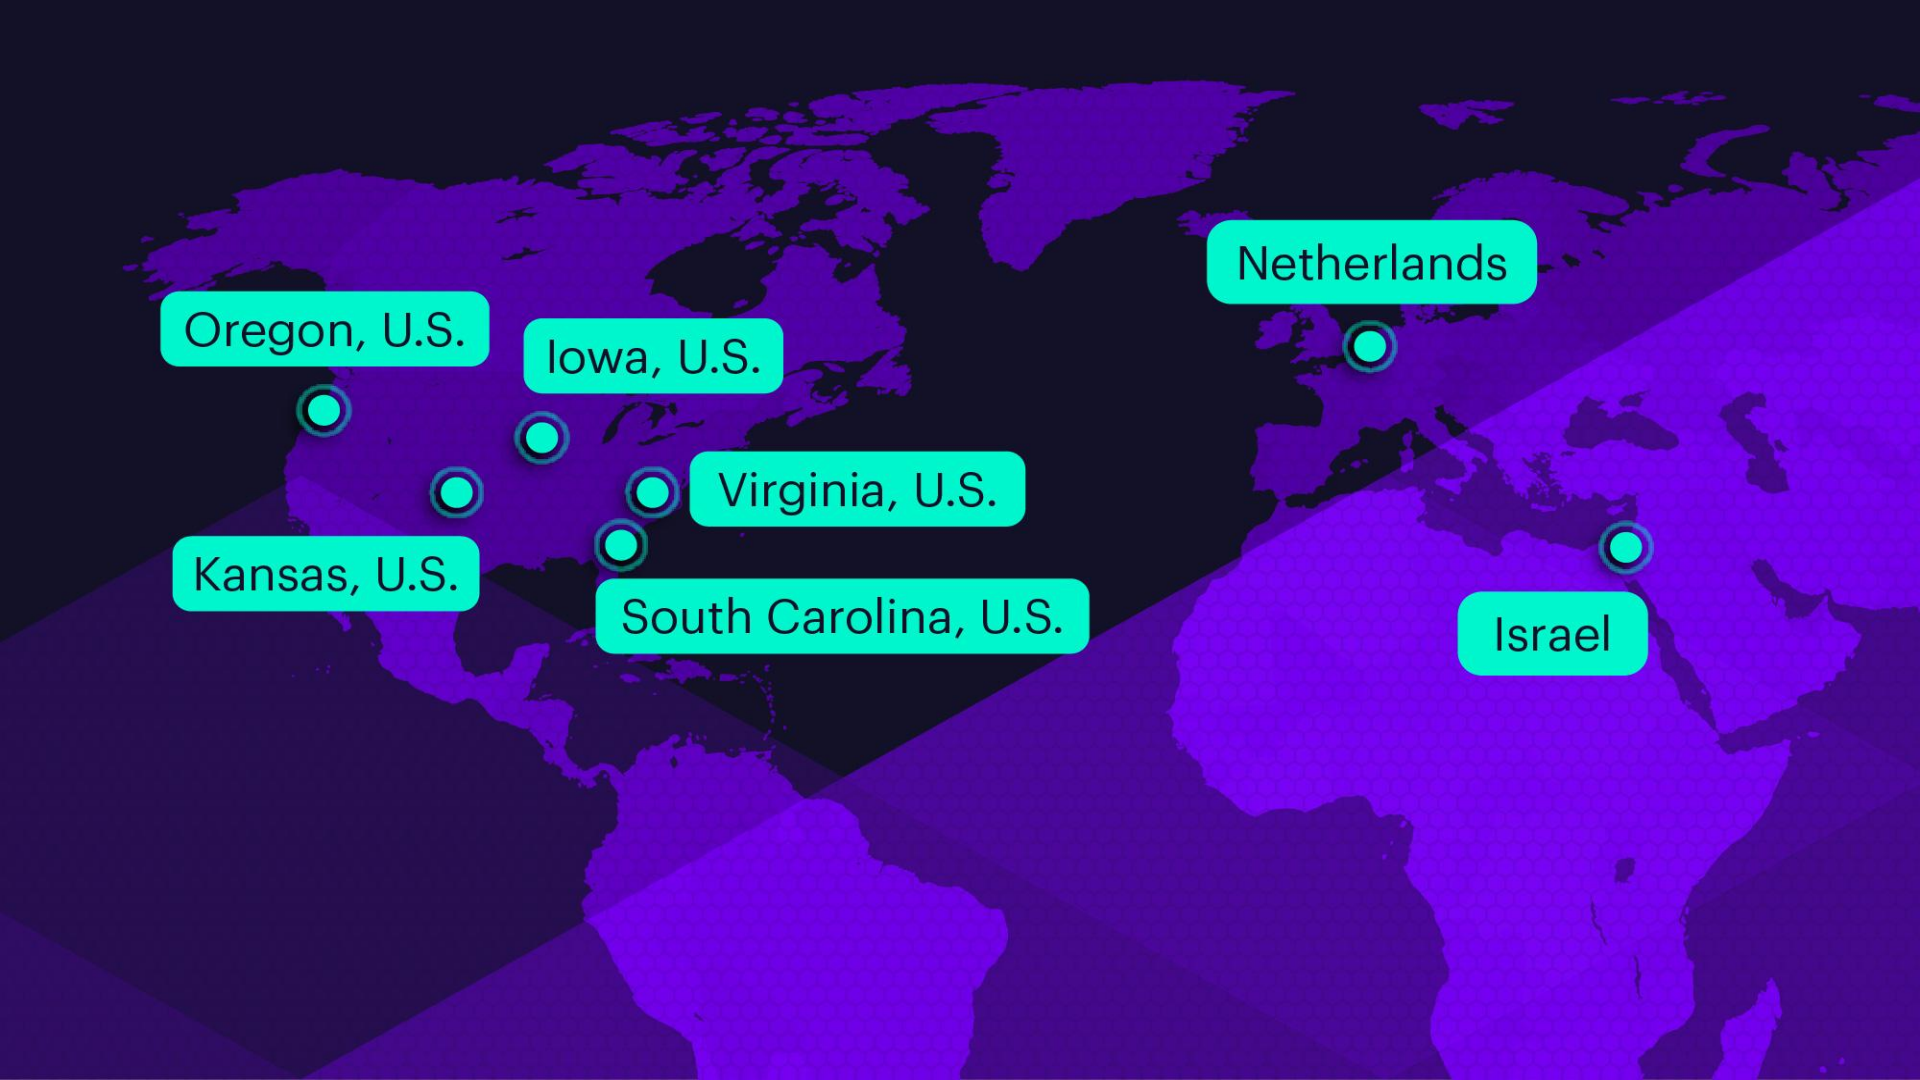 Netherlands
Oregon, U.S.
Iowa, U.S.
Virginia, U.S.
Kansas, U.S.
South Carolina, U.S.
Israel